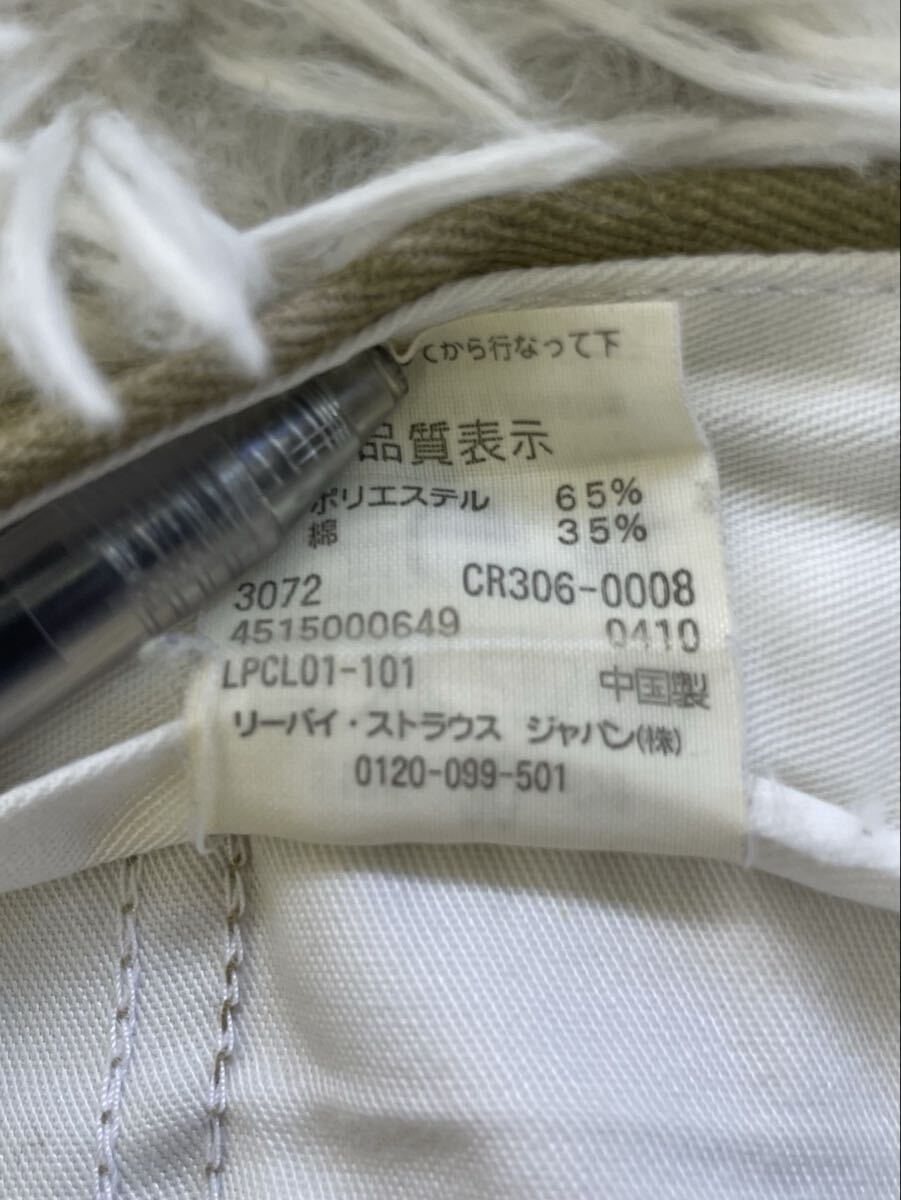 てから行なって下
品質表示
ポリエステル 65%
綿 35%
3072 CR306-0008
4515000649 0410
LPCL01-101 中国製
リーバイ・ストラウス ジャパン(株)
0120-099-501